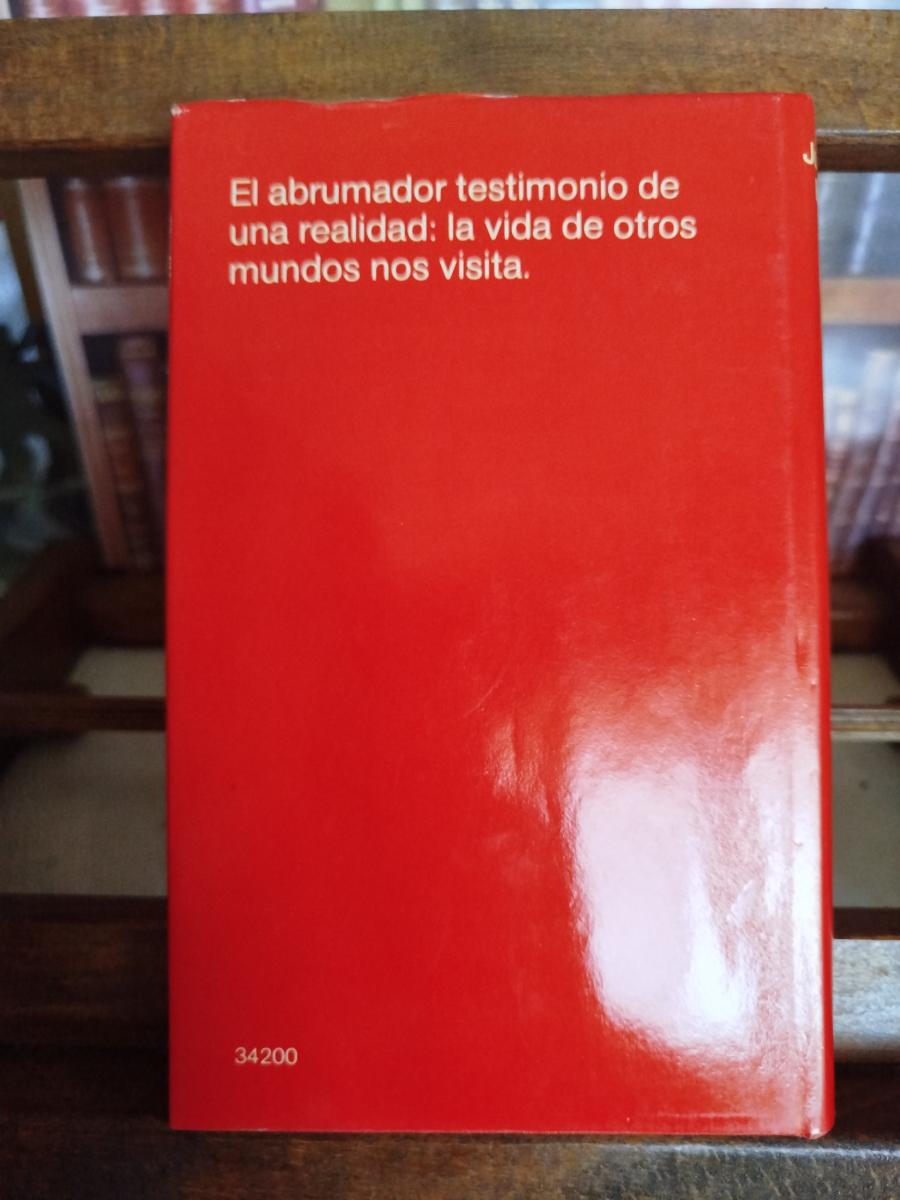 El abrumador testimonio de
una realidad: la vida de otros
mundos nos visita.
34200